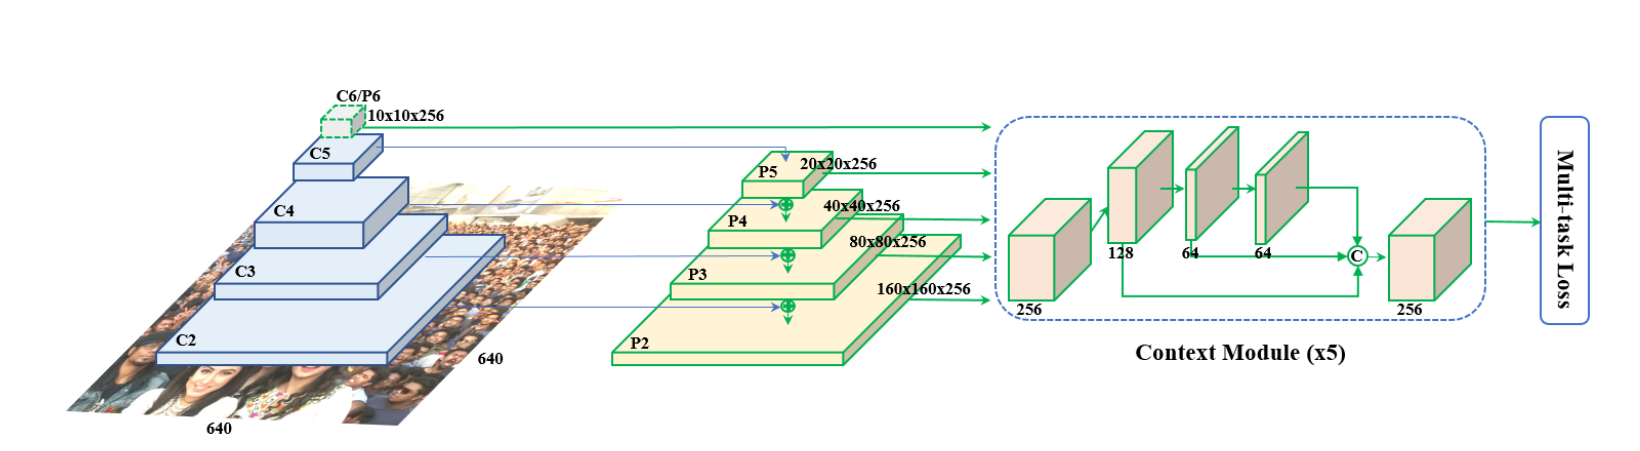 C6/P6
10x10x256
C5
P5
20x20x256
C4
P4
40x40x256
C3
P3
80x80x256
C2
P2
160x160x256
640
640
128
64
64
C
256
256
Context Module (x5)
Multi-task Loss